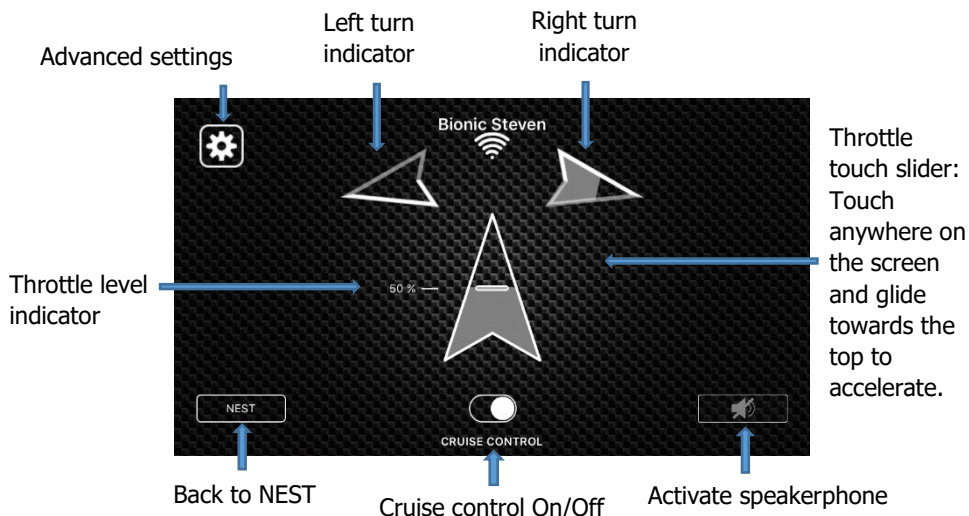 Left turn
indicator
Right turn
indicator
Advanced settings
Bionic Steven
Throttle
touch slider:
Touch
anywhere on
the screen
and glide
towards the
top to
accelerate.
Throttle level
indicator
50 %
NEST
CRUISE CONTROL
Back to NEST
Cruise control On/Off
Activate speakerphone